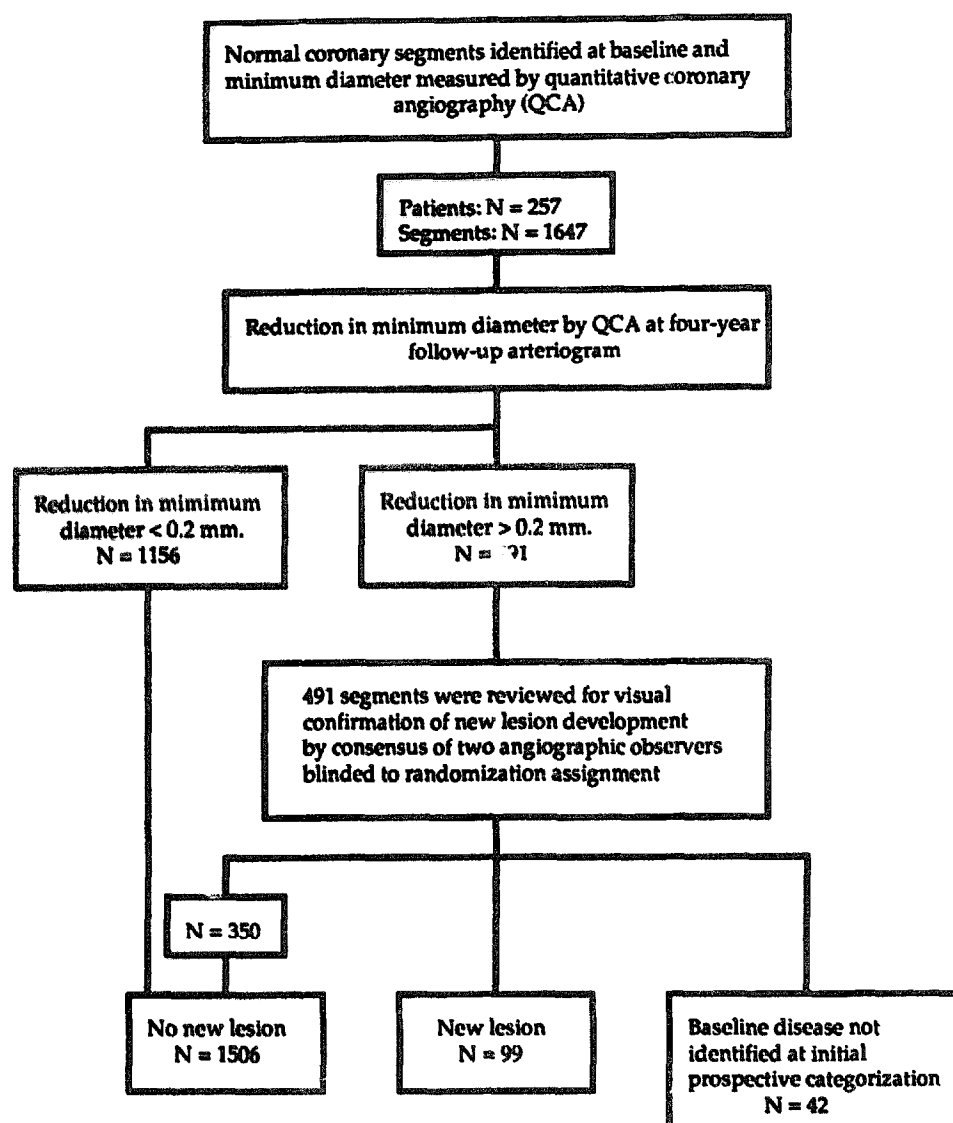 Normal coronary segments identified at baseline and
minimum diameter measured by quantitative coronary
angiography (QCA)
Patients: N = 257
Segments: N = 1647
Reduction in minimum diameter by QCA at four-year
follow-up arteriogram
Reduction in mimimum
diameter < 0.2 mm.
N = 1156
Reduction in mimimum
diameter > 0.2 mm.
N =
491 segments were reviewed for visual
confirmation of new lesion development
by consensus of two angiographic observers
blinded to randomization assignment
N = 350
No new lesion
N = 1506
New lesion
N = 99
Baseline disease not
identified at initial
prospective categorization
N = 42